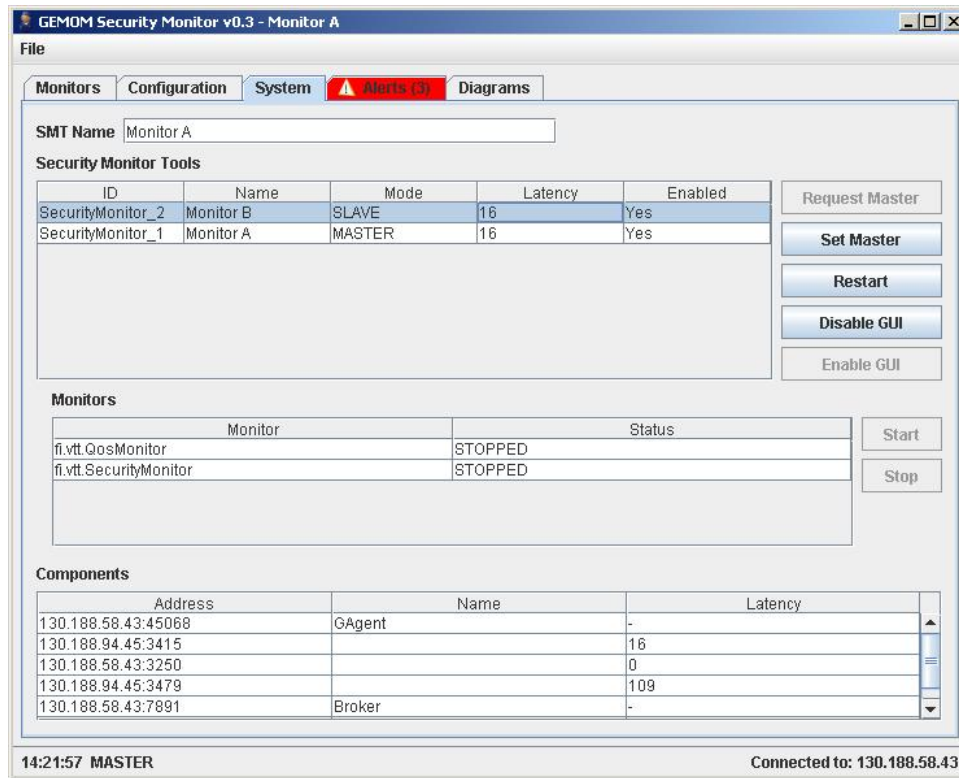 GEMOM Security Monitor v0.3 - Monitor A
File
Monitors Configuration System Alerts (3) Diagrams
SMT Name Monitor A
Security Monitor Tools
ID Name Mode Latency Enabled
SecurityMonitor_2 Monitor B SLAVE 16 Yes
SecurityMonitor_1 Monitor A MASTER 16 Yes
Request Master
Set Master
Restart
Disable GUI
Enable GUI
Monitors
Monitor Status
fi.vtt.QosMonitor STOPPED
fi.vtt.SecurityMonitor STOPPED
Start
Stop
Components
Address Name Latency
130.188.58.43:45068 GAgent -
130.188.94.45:3415 16
130.188.58.43:3250 0
130.188.94.45:3479 109
130.188.58.43:7891 Broker -
14:21:57 MASTER Connected to: 130.188.58.43